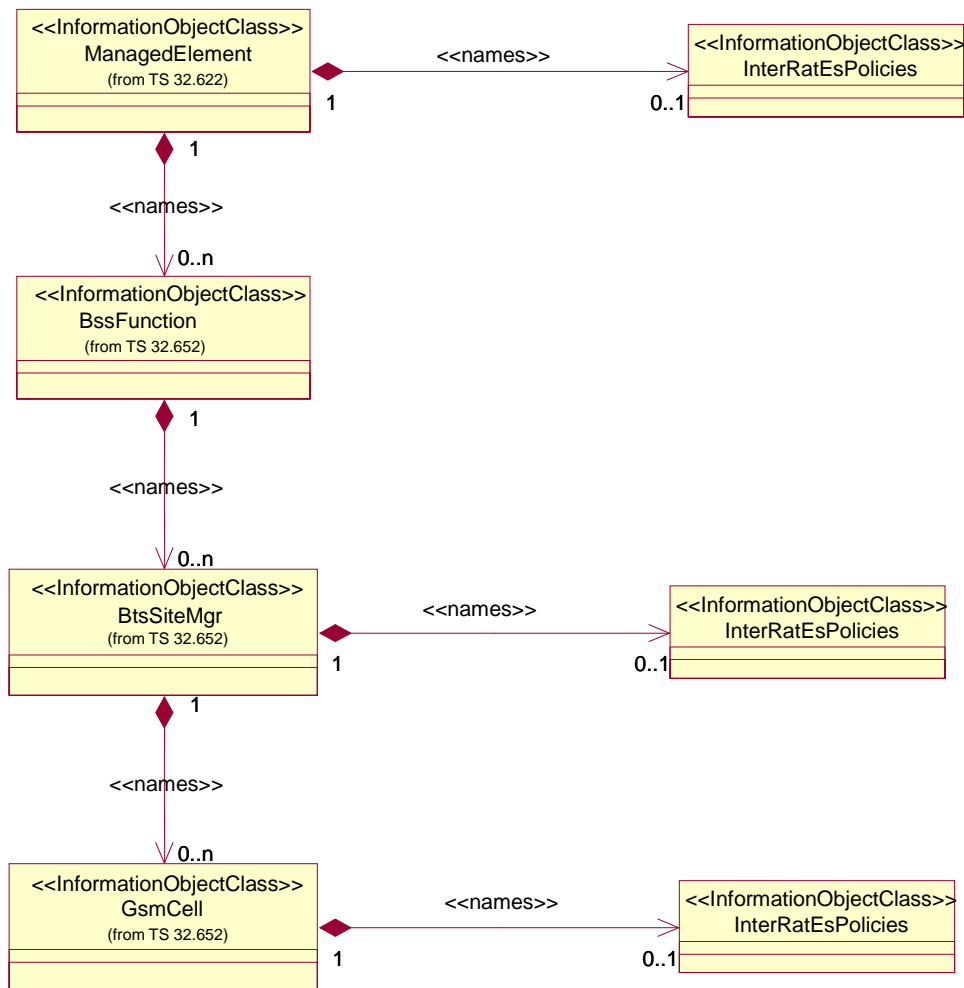 <<InformationObjectClass>>
ManagedElement
(from TS 32.622)
<<names>>
1
0..1
<<InformationObjectClass>>
InterRatEsPolicies
1
<<names>>
0..n
<<InformationObjectClass>>
BssFunction
(from TS 32.652)
1
<<names>>
0..n
<<InformationObjectClass>>
BtsSiteMgr
(from TS 32.652)
<<names>>
1
0..1
<<InformationObjectClass>>
InterRatEsPolicies
1
<<names>>
0..n
<<InformationObjectClass>>
GsmCell
(from TS 32.652)
<<names>>
1
0..1
<<InformationObjectClass>>
InterRatEsPolicies